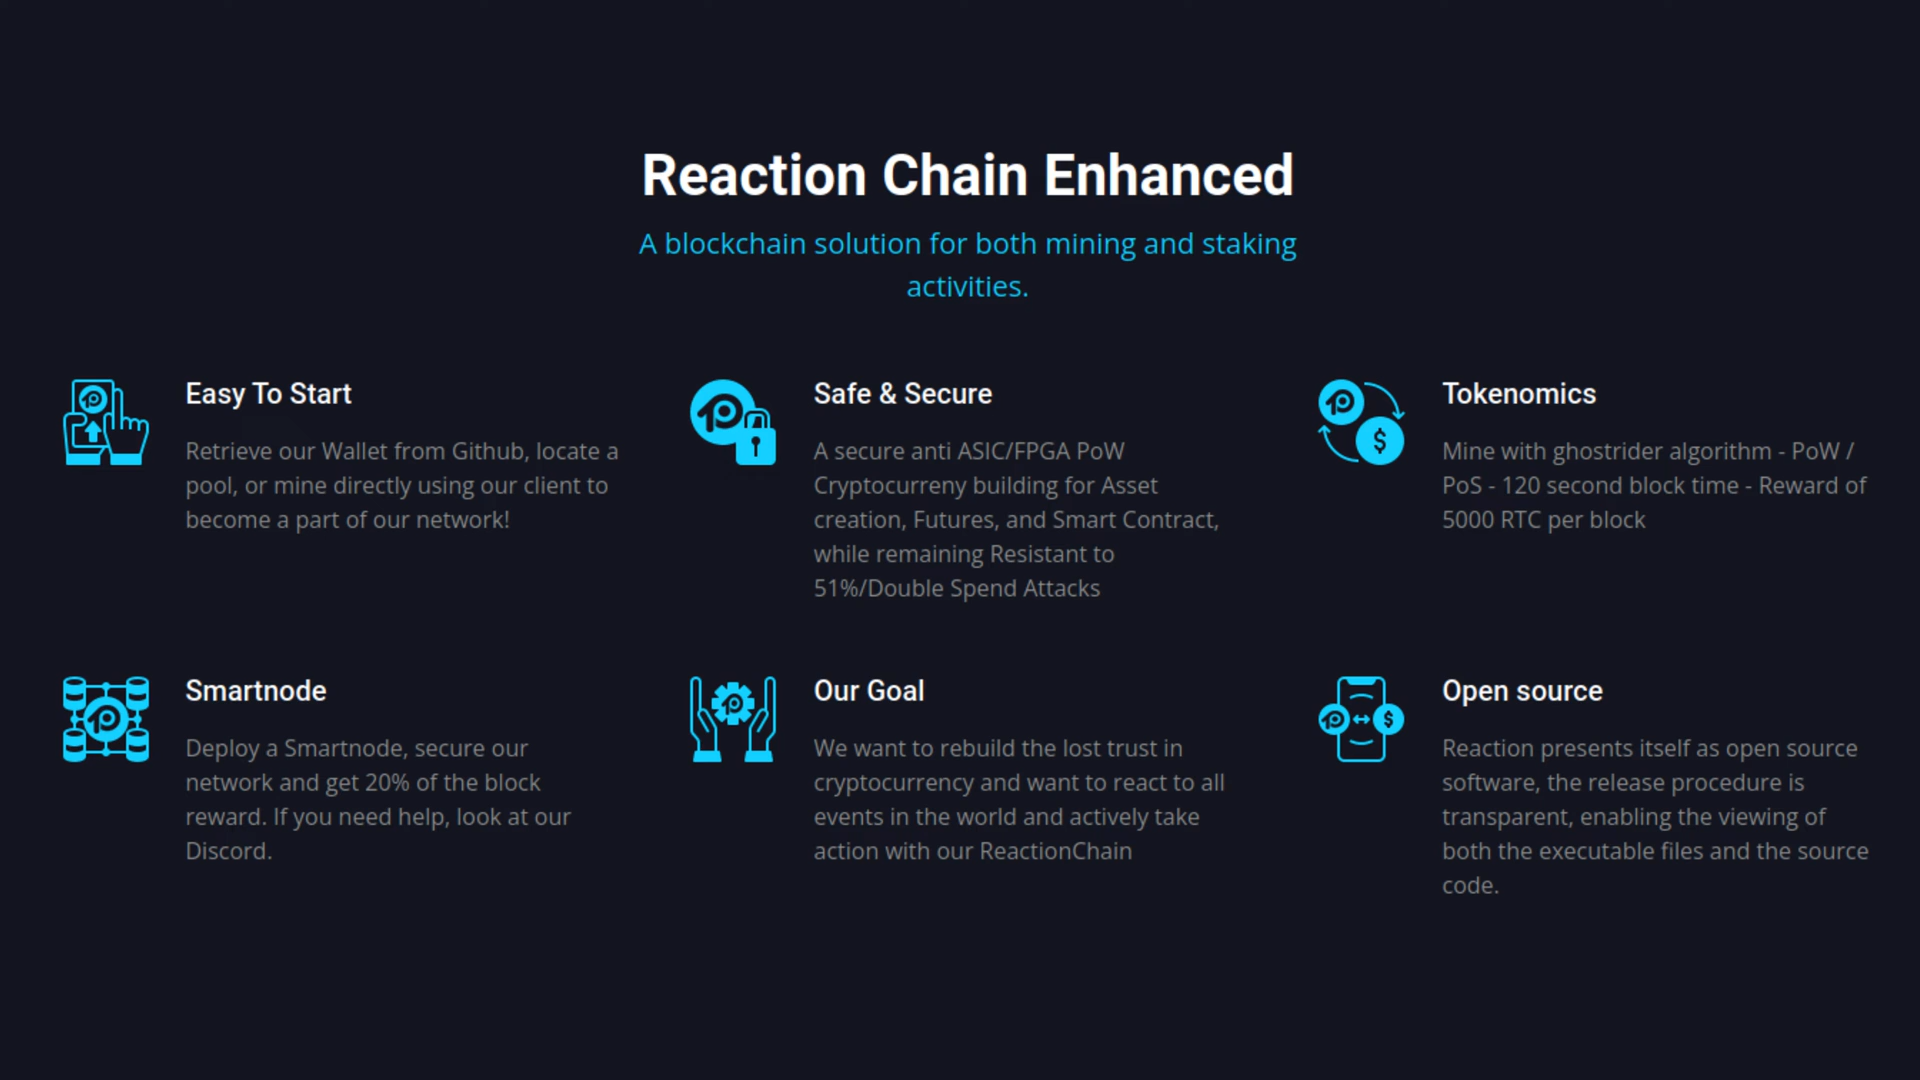 Reaction Chain Enhanced
A blockchain solution for both mining and staking
activities.
Easy To Start
Retrieve our Wallet from Github, locate a
pool, or mine directly using our client to
become a part of our network!
Safe & Secure
A secure anti ASIC/FPGA PoW
Cryptocurreny building for Asset
creation, Futures, and Smart Contract,
while remaining Resistant to
51%/Double Spend Attacks
Tokenomics
Mine with ghostrider algorithm - PoW /
PoS - 120 second block time - Reward of
5000 RTC per block
Smartnode
Deploy a Smartnode, secure our
network and get 20% of the block
reward. If you need help, look at our
Discord.
Our Goal
We want to rebuild the lost trust in
cryptocurrency and want to react to all
events in the world and actively take
action with our ReactionChain
Open source
Reaction presents itself as open source
software, the release procedure is
transparent, enabling the viewing of
both the executable files and the source
code.